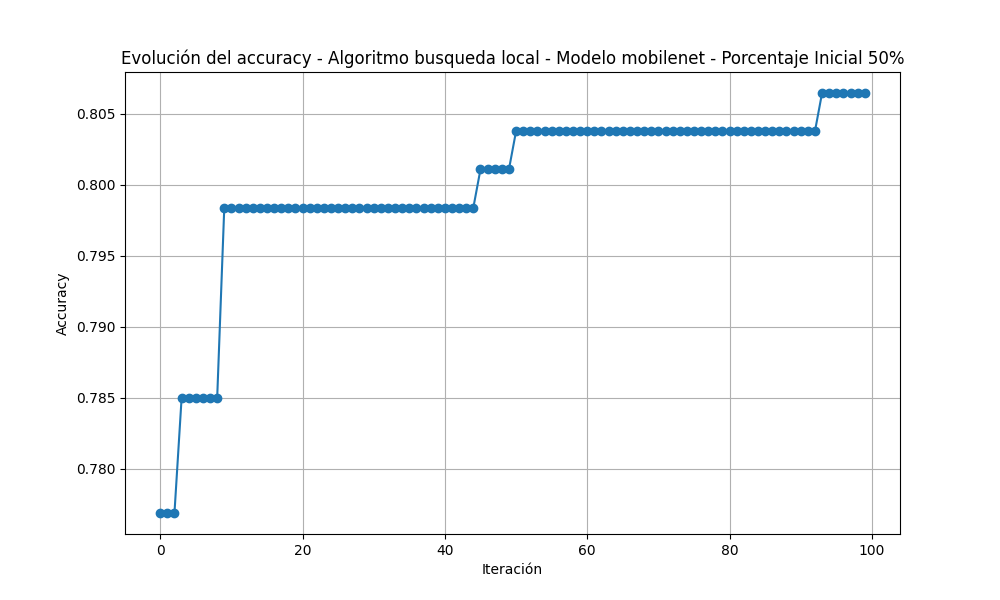 Evolución del accuracy - Algoritmo busqueda local - Modelo mobilenet - Porcentaje Inicial 50%
0.805
0.800
0.795
0.790
0.785
0.780
Accuracy
0 20 40 60 80 100
Iteración